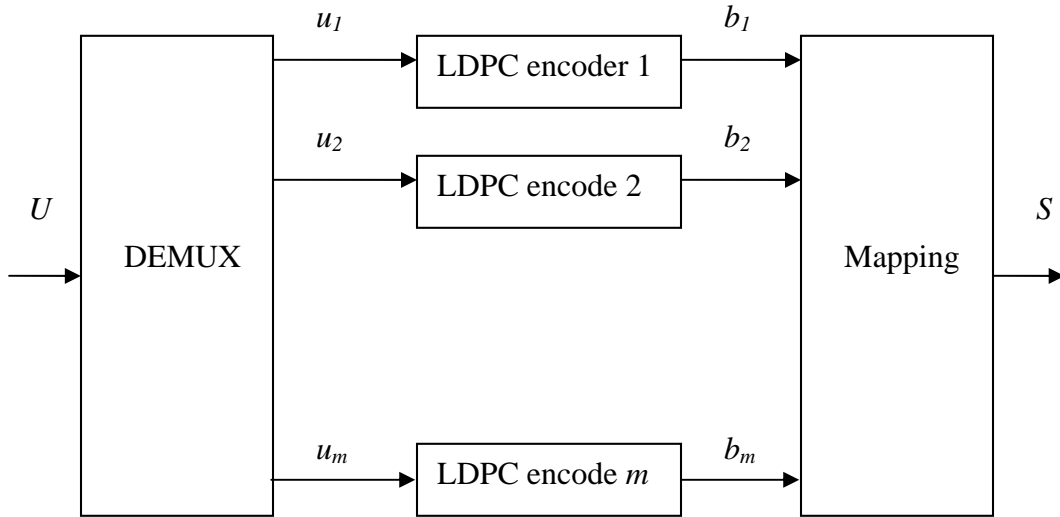 u1 b1
LDPC encoder 1
u2 b2
LDPC encode 2
U S
DEMUX Mapping
um bm
LDPC encode m